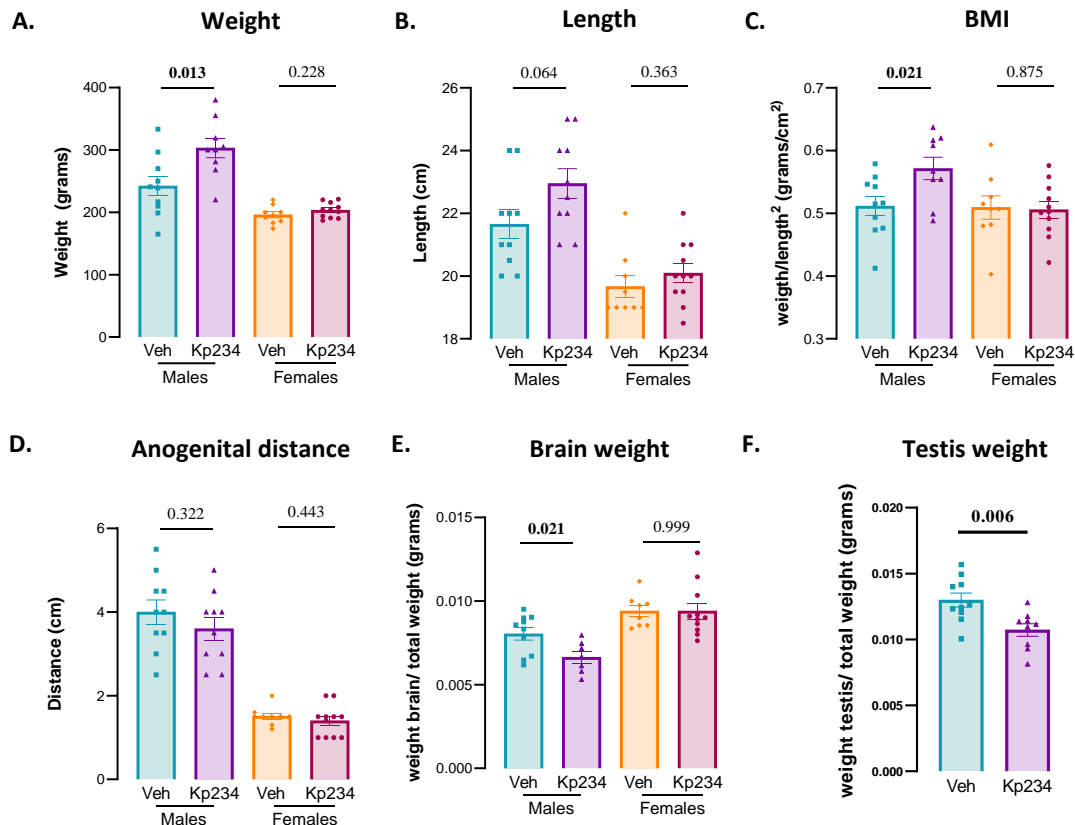 A.
Weight
0.013
0.228
400
300
200
100
0
Weight (grams)
Veh
Kp234
Veh
Kp234
Males
Females
B.
Length
0.064
0.363
26
24
22
20
18
Length (cm)
Veh
Kp234
Veh
Kp234
Males
Females
C.
BMI
0.021
0.875
0.7
0.6
0.5
0.4
0.3
weigth/length² (grams/cm²)
Veh
Kp234
Veh
Kp234
Males
Females
D.
Anogenital distance
0.322
0.443
6
4
2
0
Distance (cm)
Veh
Kp234
Veh
Kp234
Males
Females
E.
Brain weight
0.021
0.999
0.015
0.010
0.005
0.000
weight brain/ total weight (grams)
Veh
Kp234
Veh
Kp234
Males
Females
F.
Testis weight
0.006
0.020
0.015
0.010
0.005
0.000
weight testis/ total weight (grams)
Veh
Kp234